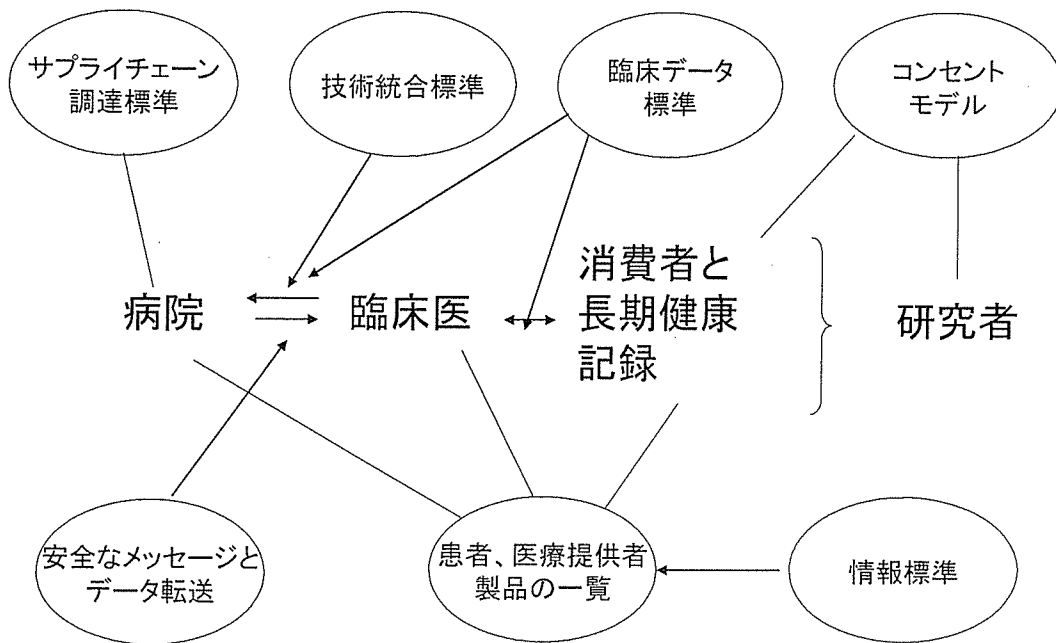 サプライチェーン
調達標準
技術統合標準
臨床データ
標準
コンセント
モデル
病院
臨床医
消費者と
長期健康
記録
研究者
安全なメッセージと
データ転送
患者、医療提供者
製品の一覧
情報標準